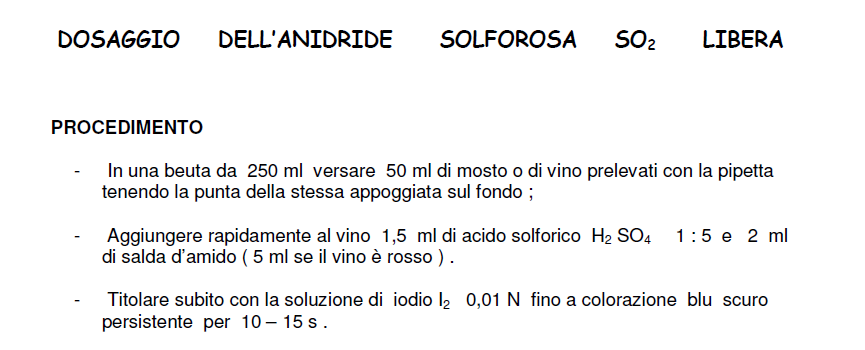 DOSAGGIO DELL'ANIDRIDE SOLFOROSA SO₂ LIBERA
PROCEDIMENTO
- In una beuta da 250 ml versare 50 ml di mosto o di vino prelevati con la pipetta
tenendo la punta della stessa appoggiata sul fondo ;
- Aggiungere rapidamente al vino 1,5 ml di acido solforico H₂ SO₄ 1 : 5 e 2 ml
di salda d'amido ( 5 ml se il vino è rosso ) .
- Titolare subito con la soluzione di iodio I₂ 0,01 N fino a colorazione blu scuro
persistente per 10 – 15 s .